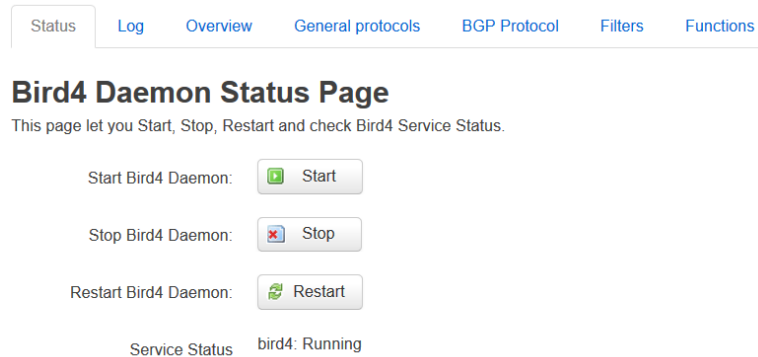 Status Log Overview General protocols BGP Protocol Filters Functions
Bird4 Daemon Status Page
This page let you Start, Stop, Restart and check Bird4 Service Status.
Start Bird4 Daemon: Start
Stop Bird4 Daemon: Stop
Restart Bird4 Daemon: Restart
Service Status bird4: Running